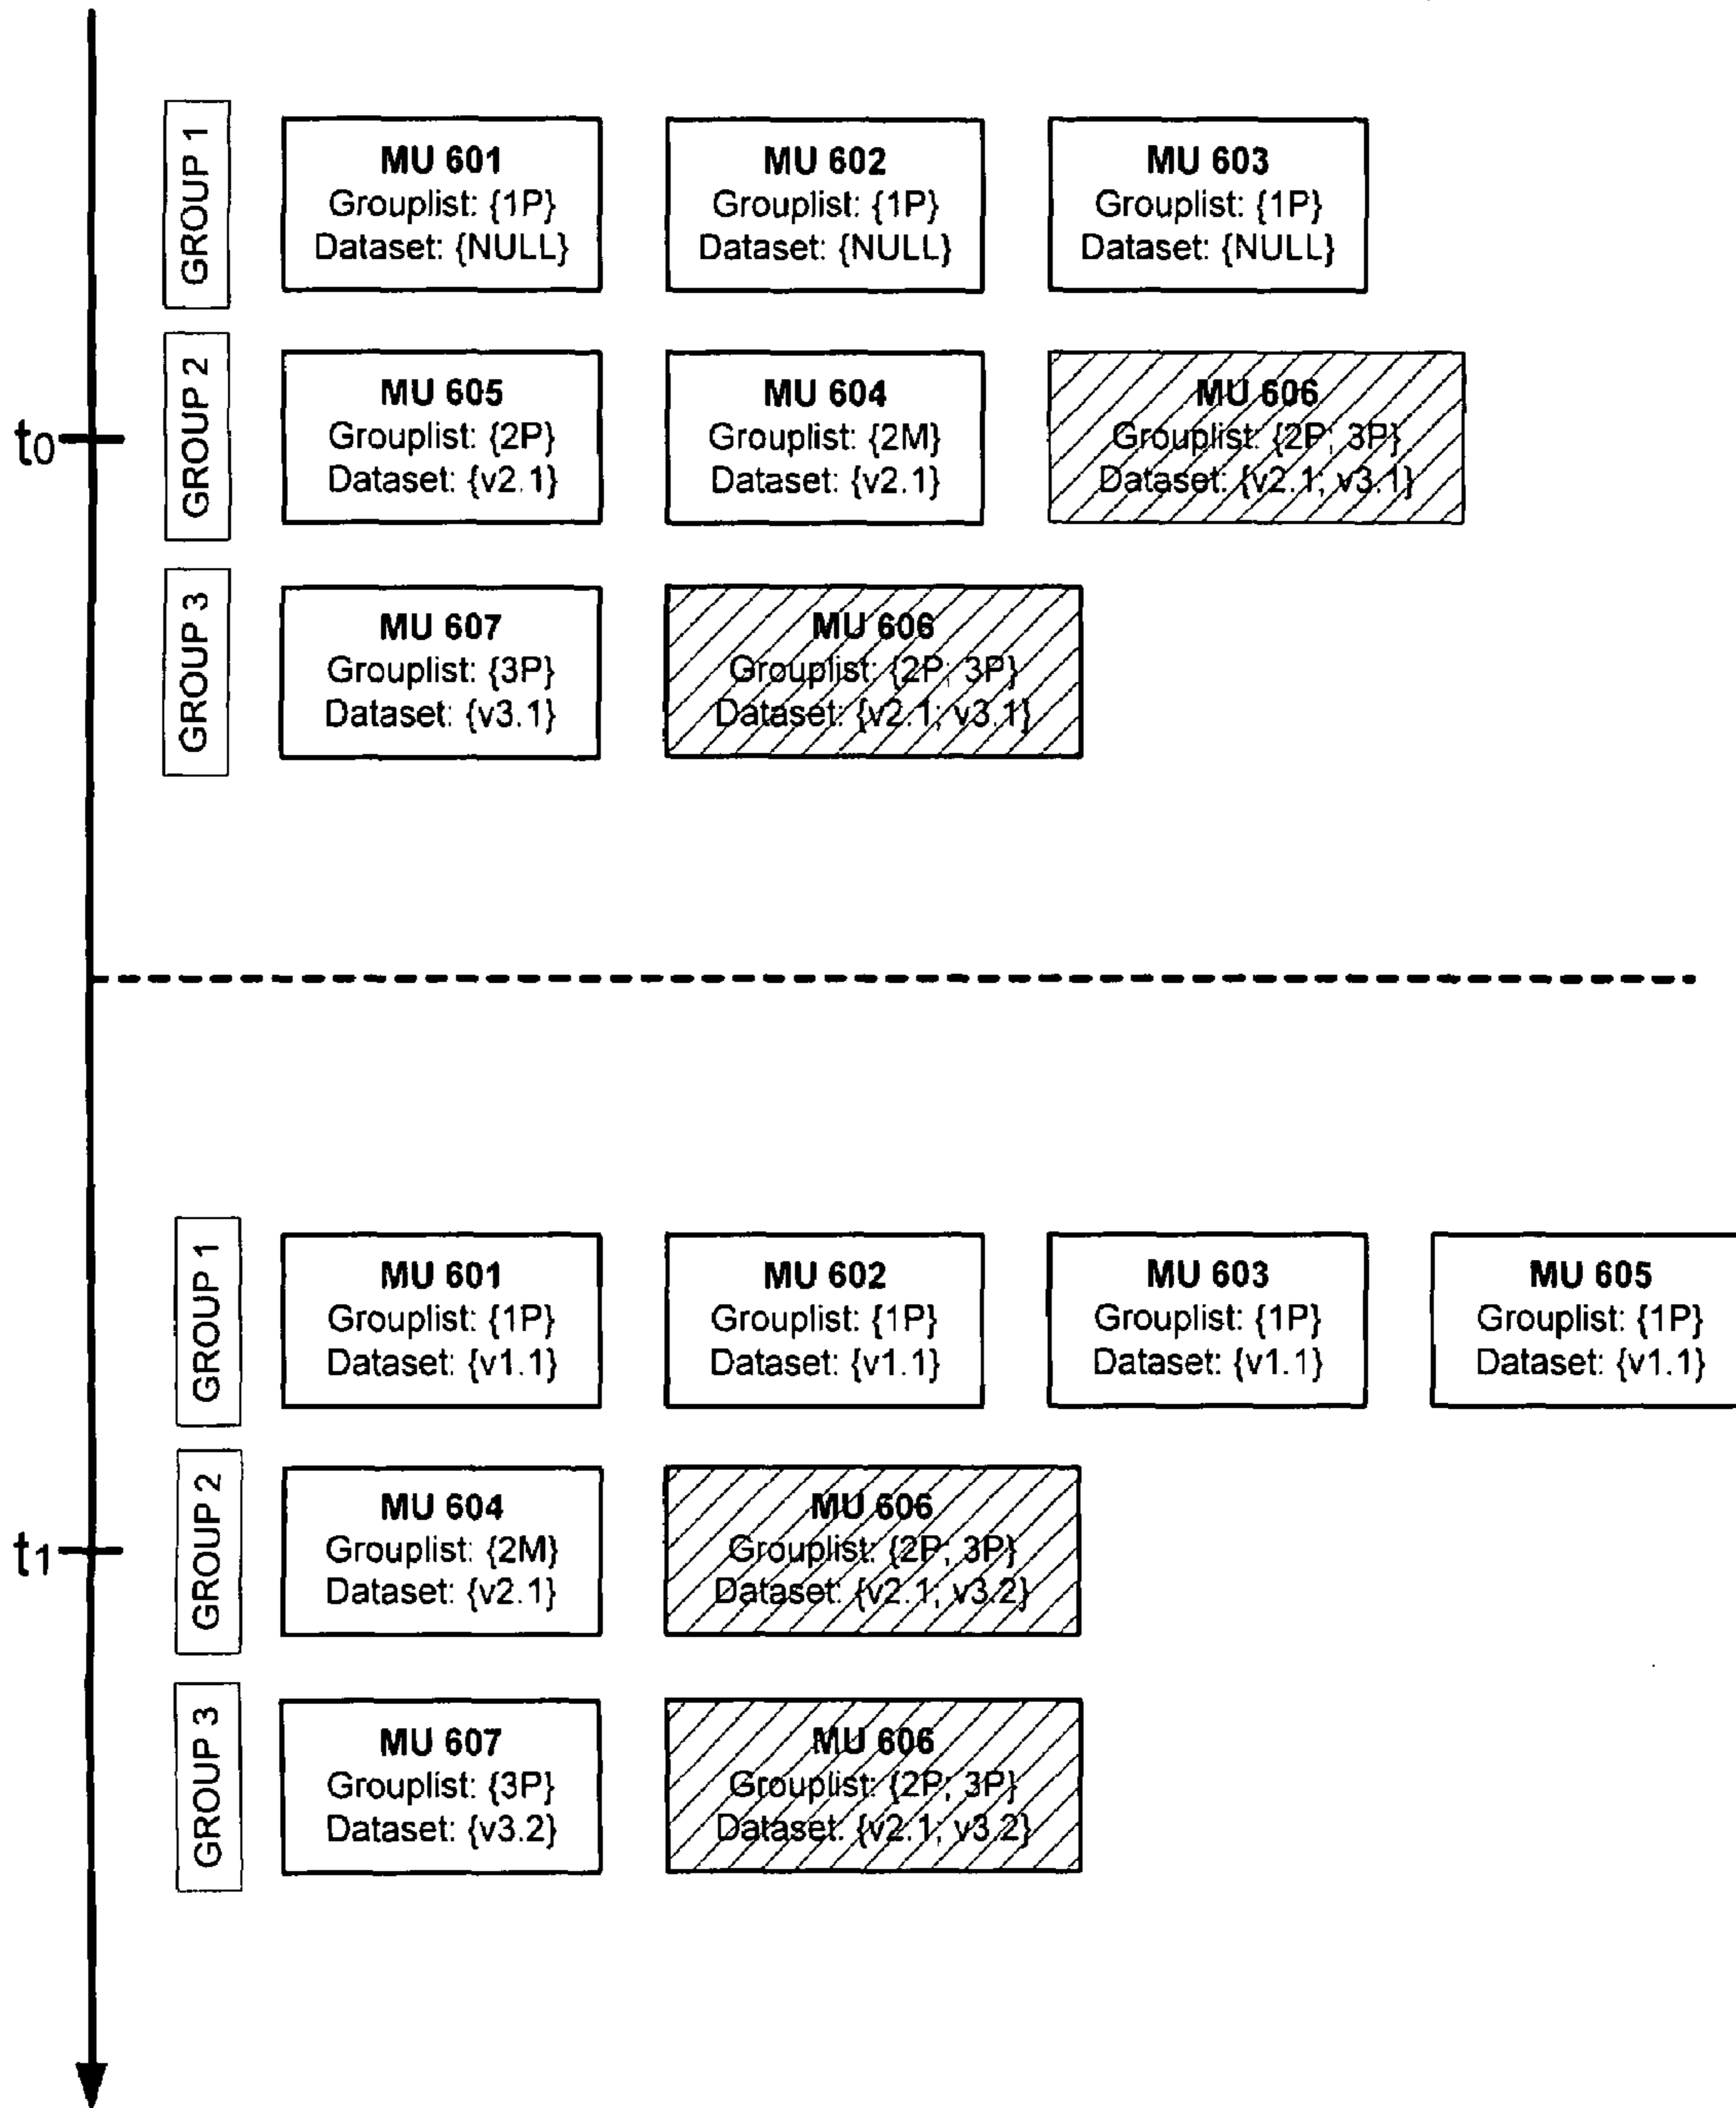 GROUP 1
MU 601
Grouplist: {1P}
Dataset: {NULL}
MU 602
Grouplist: {1P}
Dataset: {NULL}
MU 603
Grouplist: {1P}
Dataset: {NULL}
t0
GROUP 2
MU 605
Grouplist: {2P}
Dataset: {v2.1}
MU 604
Grouplist: {2M}
Dataset: {v2.1}
MU 606
Grouplist: {2P; 3P}
Dataset: {v2.1; v3.1}
GROUP 3
MU 607
Grouplist: {3P}
Dataset: {v3.1}
MU 606
Grouplist: {2P; 3P}
Dataset: {v2.1; v3.1}
GROUP 1
MU 601
Grouplist: {1P}
Dataset: {v1.1}
MU 602
Grouplist: {1P}
Dataset: {v1.1}
MU 603
Grouplist: {1P}
Dataset: {v1.1}
MU 605
Grouplist: {1P}
Dataset: {v1.1}
t1
GROUP 2
MU 604
Grouplist: {2M}
Dataset: {v2.1}
MU 606
Grouplist: {2P; 3P}
Dataset: {v2.1; v3.2}
GROUP 3
MU 607
Grouplist: {3P}
Dataset: {v3.2}
MU 606
Grouplist: {2P; 3P}
Dataset: {v2.1; v3.2}